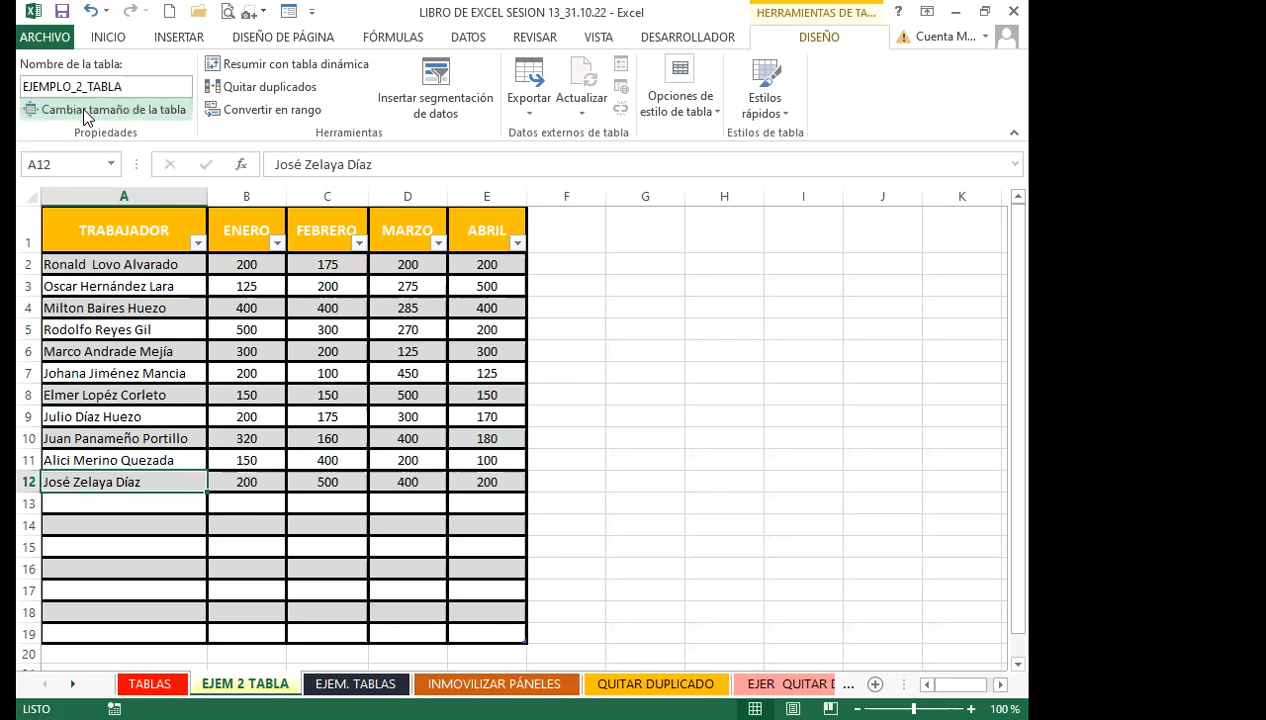 LIBRO DE EXCEL SESION 13_31.10.22 - Excel
HERRAMIENTAS DE TA...
?
ARCHIVO INICIO INSERTAR DISEÑO DE PÁGINA FÓRMULAS DATOS REVISAR VISTA DESARROLLADOR DISEÑO Cuenta M...
Nombre de la tabla:
EJEMPLO_2_TABLA
Cambiar tamaño de la tabla
Propiedades
Resumir con tabla dinámica
Quitar duplicados
Convertir en rango
Herramientas
Insertar segmentación
de datos
Exportar
Actualizar
Datos externos de tabla
Opciones de
estilo de tabla
Estilos
rápidos
Estilos de tabla
A12 fx José Zelaya Díaz
A B C D E F G H I J K
1 TRABAJADOR ENERO FEBRERO MARZO ABRIL
2 Ronald Lovo Alvarado 200 175 200 200
3 Oscar Hernández Lara 125 200 275 500
4 Milton Baires Huezo 400 400 285 400
5 Rodolfo Reyes Gil 500 300 270 200
6 Marco Andrade Mejía 300 200 125 300
7 Johana Jiménez Mancia 200 100 450 125
8 Elmer Lopéz Corleto 150 150 500 150
9 Julio Díaz Huezo 200 175 300 170
10 Juan Panameño Portillo 320 160 400 180
11 Alici Merino Quezada 150 400 200 100
12 José Zelaya Díaz 200 500 400 200
13
14
15
16
17
18
19
20
TABLAS EJEM 2 TABLA EJEM. TABLAS INMOVILIZAR PÁNELES QUITAR DUPLICADO EJER QUITAR D ...
LISTO 100 %